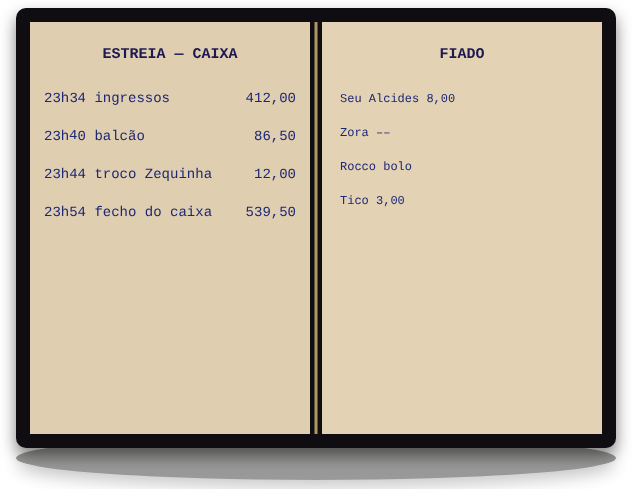 ESTREIA — CAIXA
23h34 ingressos 412,00
23h40 balcão 86,50
23h44 troco Zequinha 12,00
23h54 fecho do caixa 539,50
FIADO
Seu Alcides 8,00
Zora ——
Rocco bolo
Tico 3,00